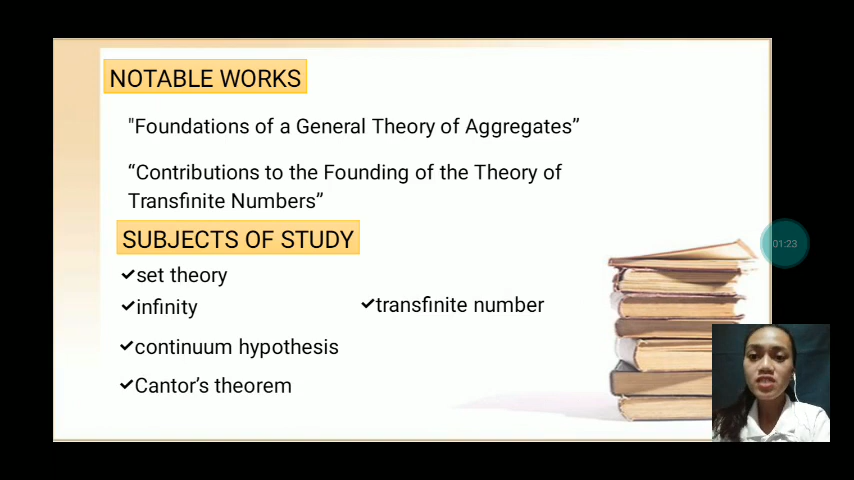 NOTABLE WORKS
"Foundations of a General Theory of Aggregates”
“Contributions to the Founding of the Theory of
Transfinite Numbers”
SUBJECTS OF STUDY
✔set theory
✔infinity
✔transfinite number
✔continuum hypothesis
✔Cantor’s theorem
01:23